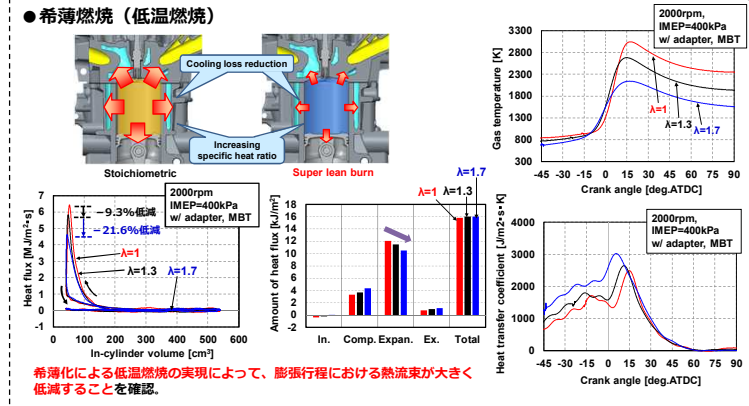 ●希薄燃焼（低温燃焼）
Cooling loss reduction
Increasing
specific heat ratio
Stoichiometric
Super lean burn
2000rpm,
IMEP=400kPa
w/ adapter, MBT
Gas temperature [K]
3300
2800
2300
1800
1300
800
300
λ=1
λ=1.3
λ=1.7
-45 -30 -15 0 15 30 45 60 75 90
Crank angle [deg.ATDC]
Heat flux [MJ/m²•s]
7
6
5
4
3
2
1
0
-1
2000rpm
IMEP=400kPa
w/ adapter, MBT
−9.3%低減
−21.6%低減
λ=1
λ=1.3
λ=1.7
0 100 200 300 400 500 600
In-cylinder volume [cm³]
Amount of heat flux [kJ/m²]
18
16
14
12
10
8
6
4
2
0
-2
λ=1.7
λ=1 λ=1.3
In. Comp. Expan. Ex. Total
Heat transfer coefficient [J/m2•s•K]
4000
3000
2000
1000
0
2000rpm,
IMEP=400kPa
w/ adapter, MBT
-45 -30 -15 0 15 30 45 60 75 90
Crank angle [deg.ATDC]
希薄化による低温燃焼の実現によって、膨張行程における熱流束が大きく
低減することを確認。